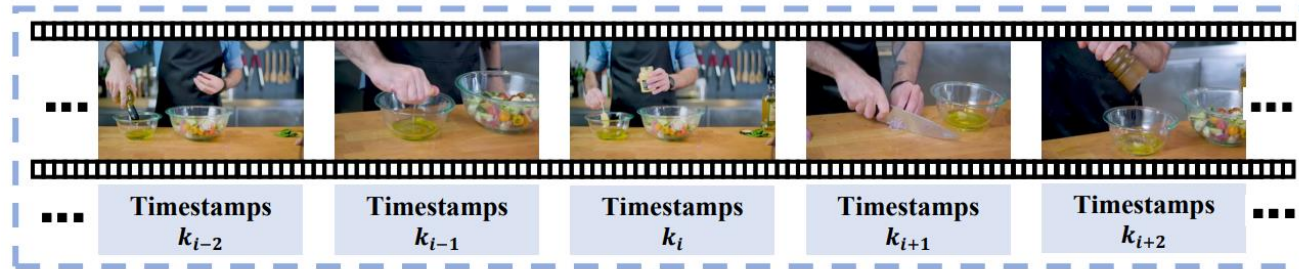 ... ...
Timestamps Timestamps Timestamps Timestamps Timestamps
... k_{i-2} k_{i-1} k_i k_{i+1} k_{i+2} ...